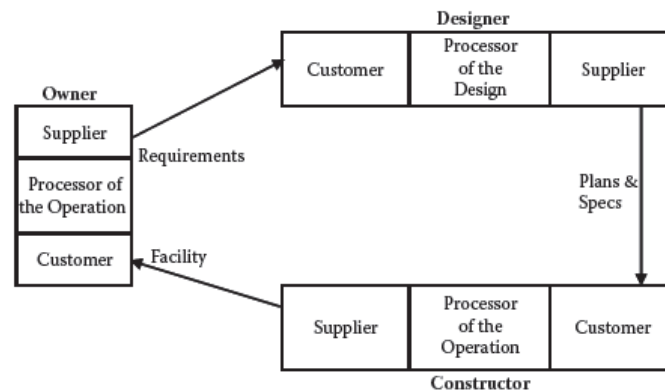 Designer
Customer
Processor
of the
Design
Supplier
Owner
Supplier
Processor of
the Operation
Customer
Requirements
Plans &
Specs
Facility
Supplier
Processor
of the
Operation
Customer
Constructor